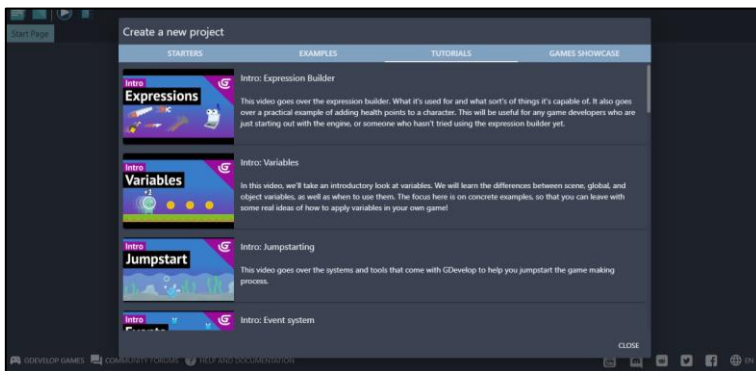 Start Page
Create a new project
STARTERS
EXAMPLES
TUTORIALS
GAMES SHOWCASE
Intro
Expressions
Intro: Expression Builder
This video goes over the expression builder. What it's used for and what sort's of things it's capable of. It also goes
over a practical example of adding health points to a character. This will be useful for any game developers who are
just starting out with the engine, or someone who hasn't tried using the expression builder yet.
Intro
Variables
+1
Intro: Variables
In this video, we'll take an introductory look at variables. We will learn the differences between scene, global, and
object variables, as well as when to use them. The focus here is on concrete examples, so that you can leave with
some real ideas of how to apply variables in your own game!
Intro
Jumpstart
Intro: Jumpstarting
This video goes over the systems and tools that come with GDevelop to help you jumpstart the game making
process.
Intro
Events
Intro: Event system
CLOSE
GDEVELOP GAMES
COMMUNITY FORUMS
HELP AND DOCUMENTATION
EN